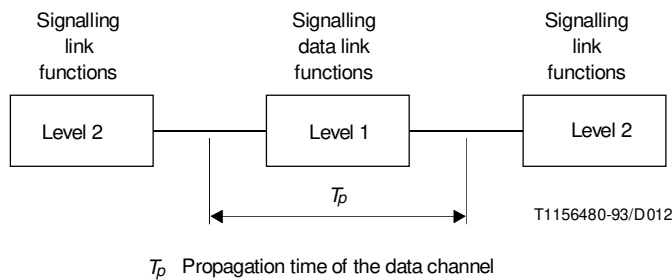 Signalling
link
functions
Signalling
data link
functions
Signalling
link
functions
Level 2
Level 1
Level 2
Tp
T1156480-93/D012
Tp Propagation time of the data channel